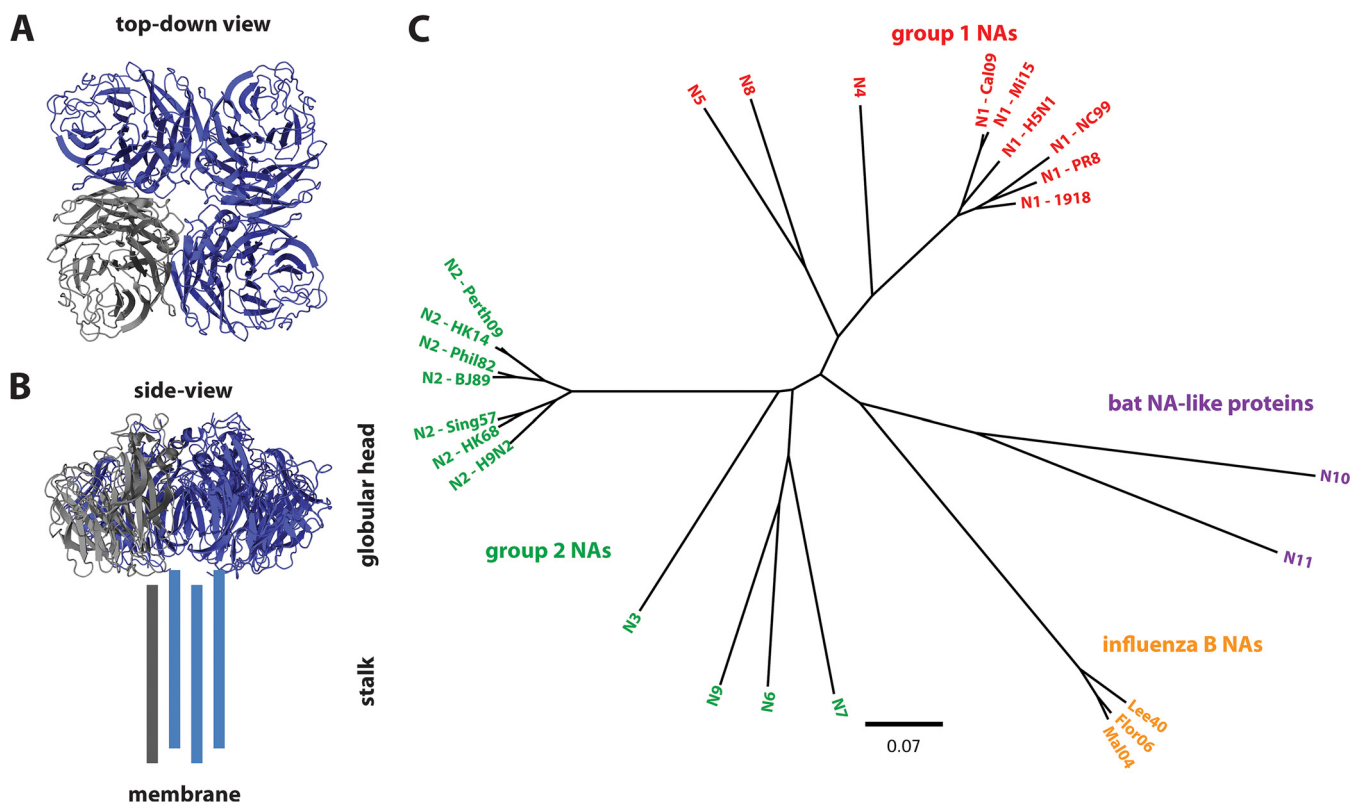 A
top-down view
B
side-view
globular head
stalk
membrane
C
group 1 NAs
N5
N8
N4
N1 - Cal09
N1 - Mi15
N1 - H5N1
N1 - NC99
N1 - PR8
N1 - 1918
N2 - Perth09
N2 - HK14
N2 - Phil82
N2 - BJ89
N2 - Sing57
N2 - HK68
N2 - H9N2
group 2 NAs
N3
N9
N6
N7
bat NA-like proteins
N10
N11
influenza B NAs
Lee40
Flor06
Mal04
0.07